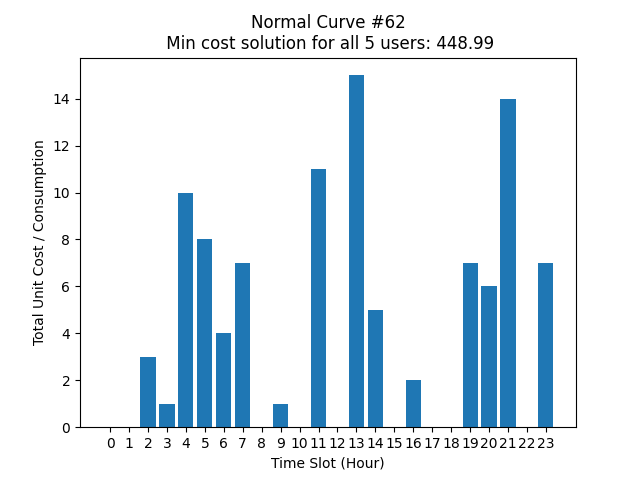 Normal Curve #62
Min cost solution for all 5 users: 448.99
Total Unit Cost / Consumption
14
12
10
8
6
4
2
0
0 1 2 3 4 5 6 7 8 9 10 11 12 13 14 15 16 17 18 19 20 21 22 23
Time Slot (Hour)